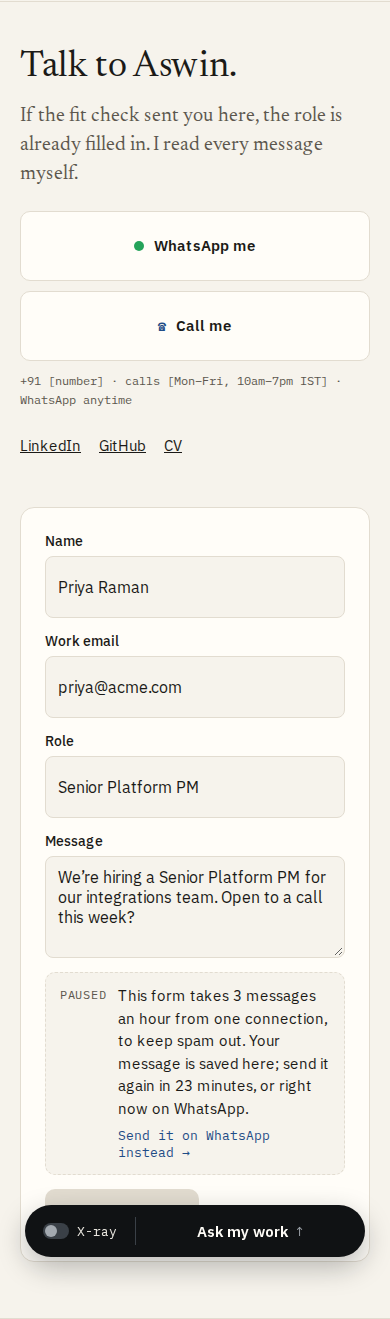 Talk to Aswin.
If the fit check sent you here, the role is
already filled in. I read every message
myself.
WhatsApp me
☎ Call me
+91 [number] · calls [Mon–Fri, 10am–7pm IST] ·
WhatsApp anytime
LinkedIn GitHub CV
Name
Priya Raman
Work email
priya@acme.com
Role
Senior Platform PM
Message
We’re hiring a Senior Platform PM for
our integrations team. Open to a call
this week?
PAUSED This form takes 3 messages
an hour from one connection,
to keep spam out. Your
message is saved here; send it
again in 23 minutes, or right
now on WhatsApp.
Send it on WhatsApp
instead →
X-ray Ask my work ↑